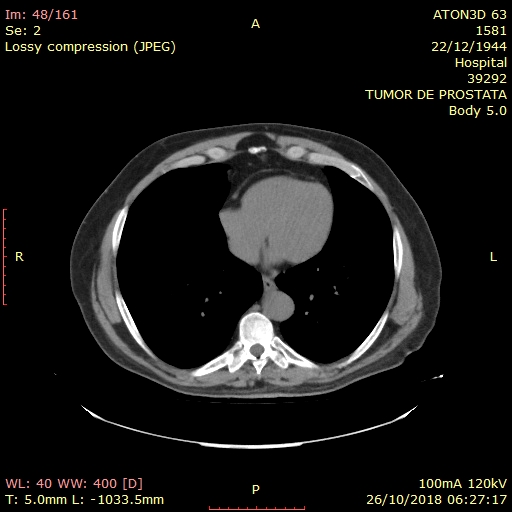 Im: 48/161
Se: 2
Lossy compression (JPEG)
A
ATON3D 63
1581
22/12/1944
Hospital
39292
TUMOR DE PROSTATA
Body 5.0
R
L
WL: 40 WW: 400 [D]
T: 5.0mm L: -1033.5mm
P
100mA 120kV
26/10/2018 06:27:17